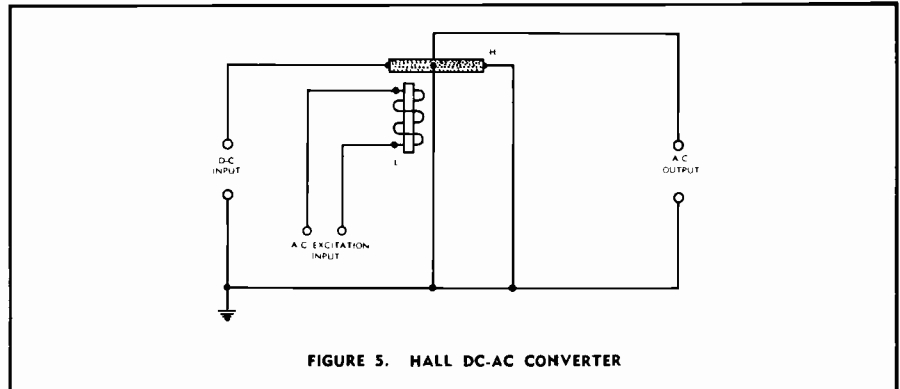 H
D-C
INPUT
L
A C EXCITATION
INPUT
A C
OUTPUT
FIGURE 5. HALL DC-AC CONVERTER